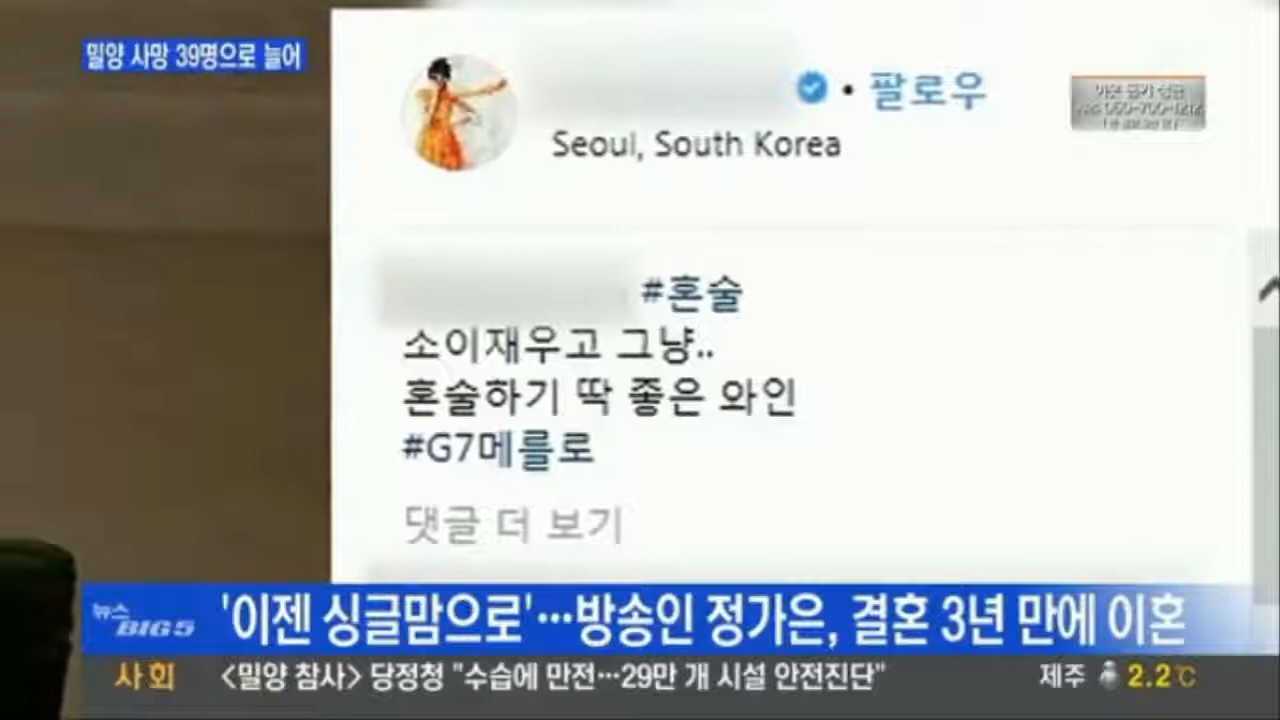 밀양 사망 39명으로 늘어
• 팔로우
Seoul, South Korea
#혼술
소이재우고 그냥..
혼술하기 딱 좋은 와인
#G7메를로
댓글 더 보기
뉴스 BIG5
'이젠 싱글맘으로'…방송인 정가은, 결혼 3년 만에 이혼
사회 <밀양 참사> 당정청 "수습에 만전…29만 개 시설 안전진단" 제주 2.2℃